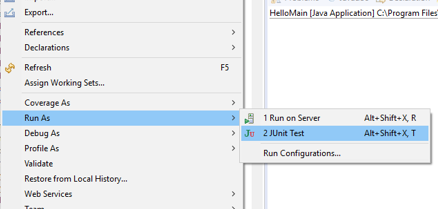 Export...
HelloMain [Java Application] C:\Program Files
References
Declarations
Refresh F5
Assign Working Sets...
Coverage As
Run As
1 Run on Server Alt+Shift+X, R
Debug As
2 JUnit Test Alt+Shift+X, T
Profile As
Run Configurations...
Validate
Restore from Local History...
Web Services
Team